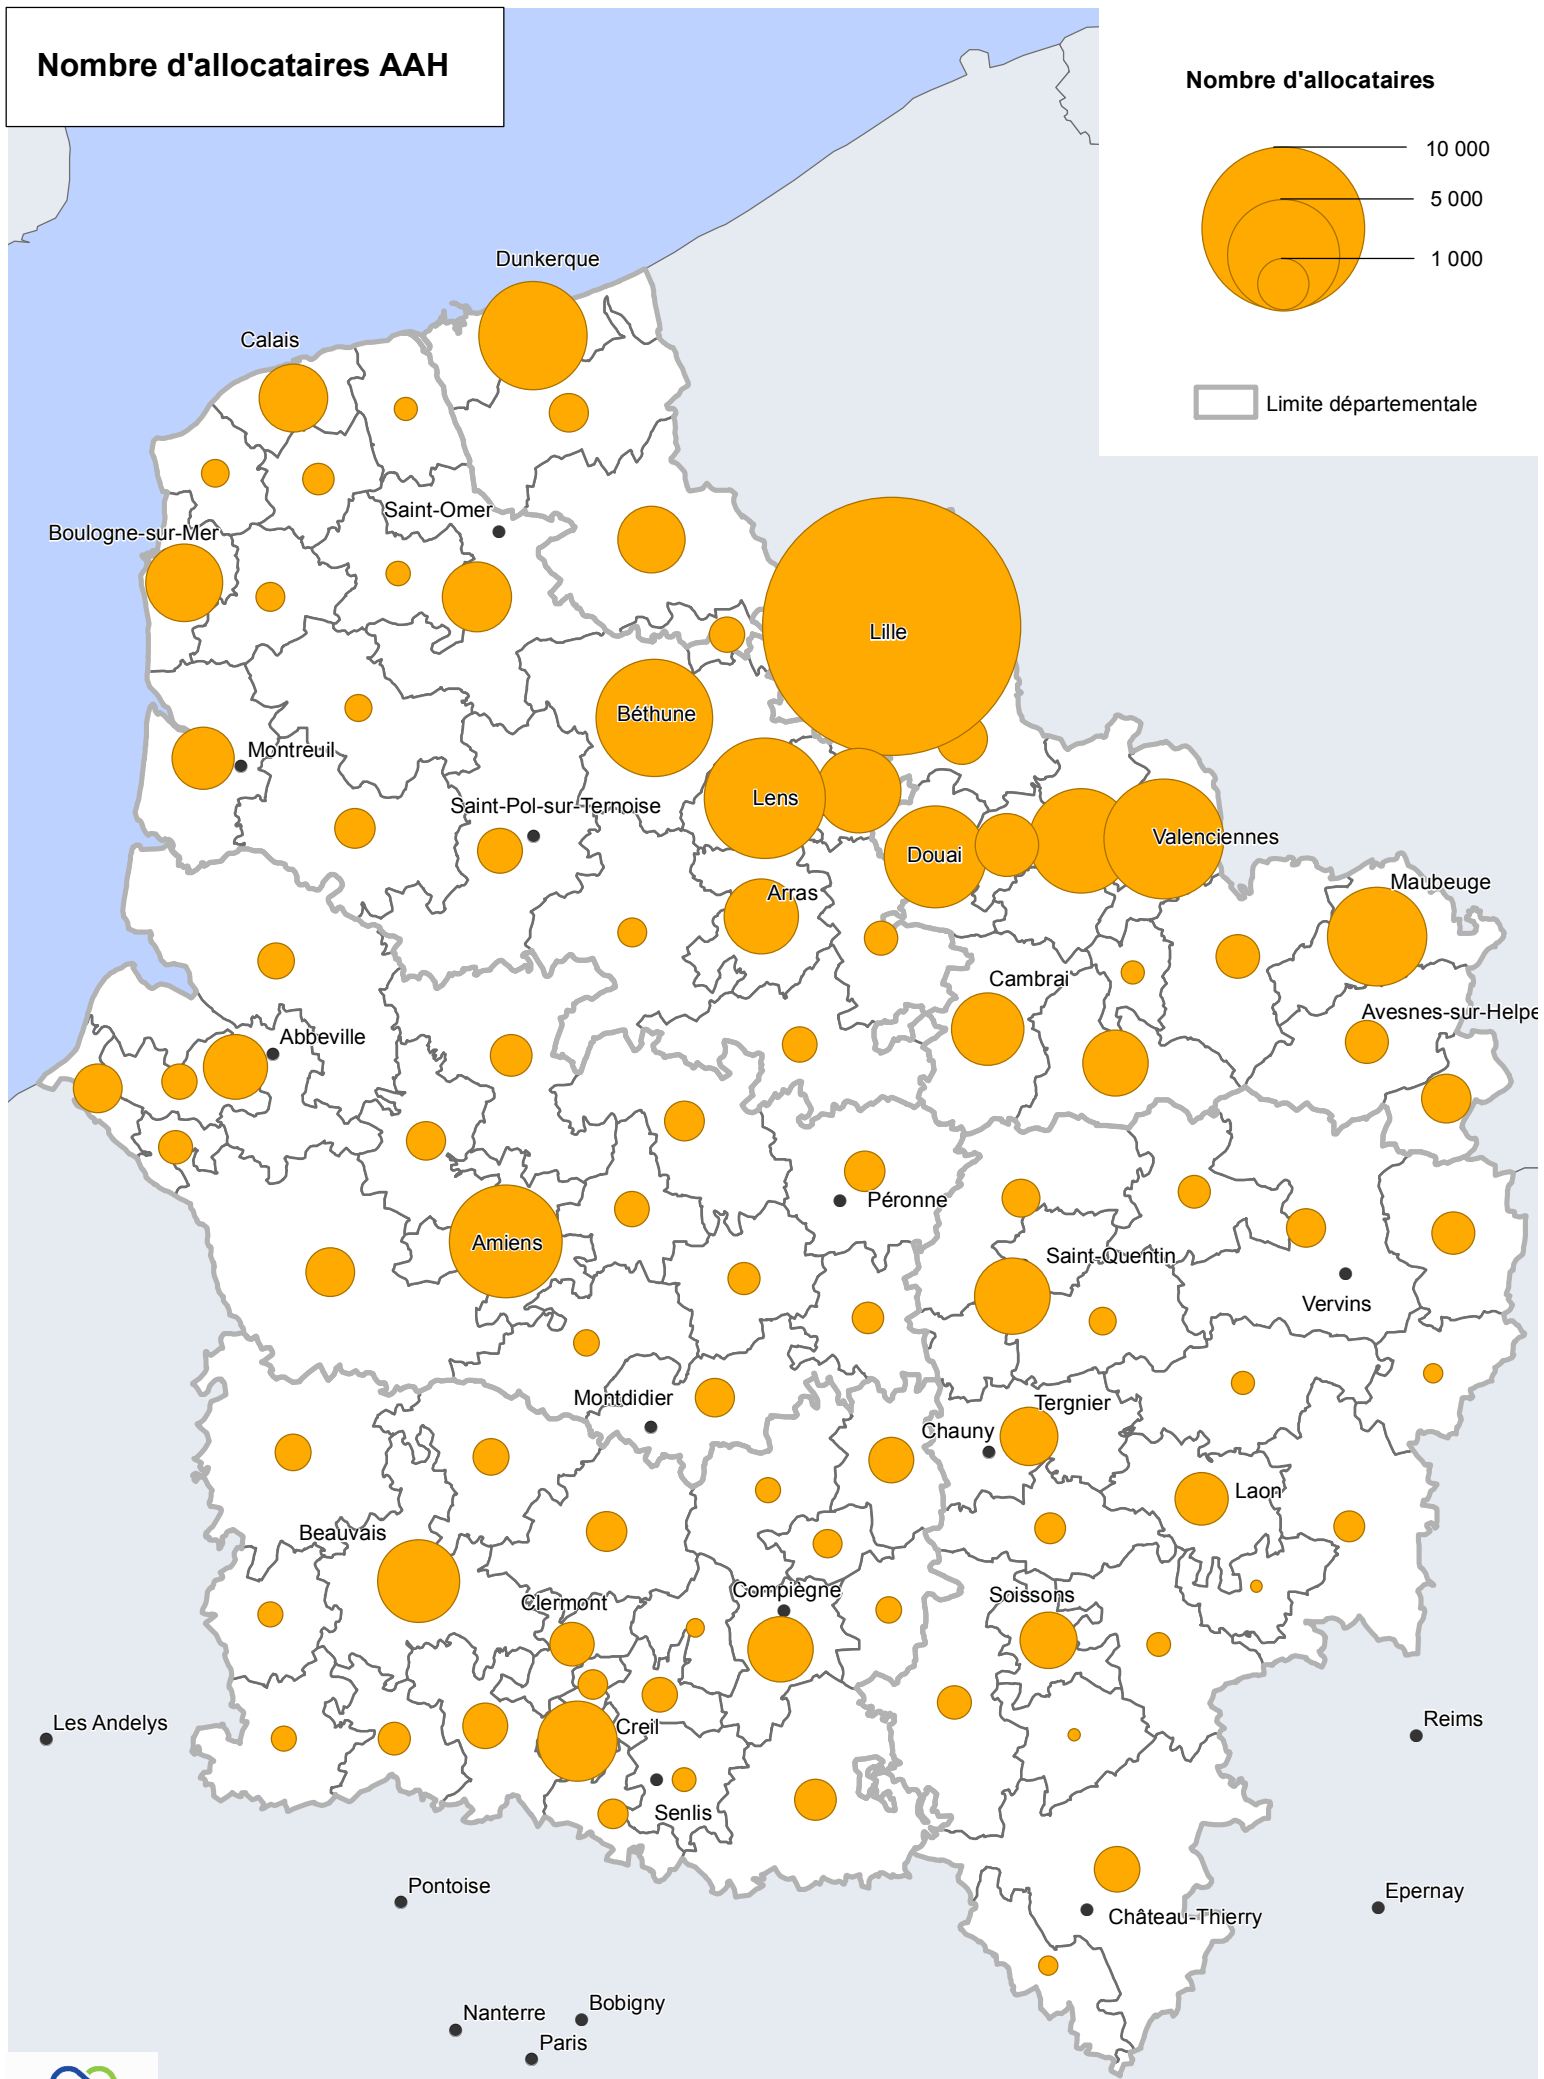 Nombre d'allocataires AAH
Nombre d'allocataires
10 000
5 000
1 000
Limite départementale
Dunkerque
Calais
Saint-Omer
Boulogne-sur-Mer
Lille
Béthune
Montreuil
Lens
Saint-Pol-sur-Ternoise
Valenciennes
Douai
Maubeuge
Arras
Cambrai
Avesnes-sur-Helpe
Abbeville
Péronne
Amiens
Saint-Quentin
Vervins
Montdidier
Tergnier
Chauny
Laon
Beauvais
Compiègne
Soissons
Clermont
Reims
Les Andelys
Creil
Senlis
Pontoise
Epernay
Château-Thierry
Bobigny
Nanterre
Paris